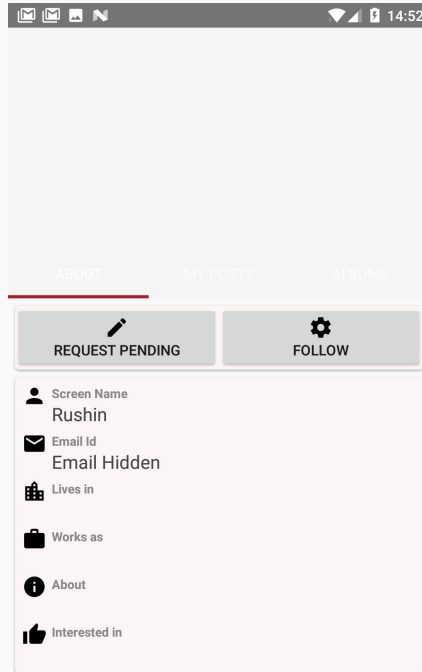 14:52
ABOUT MY POSTS ALBUMS
REQUEST PENDING FOLLOW
Screen Name
Rushin
Email Id
Email Hidden
Lives in
Works as
About
Interested in